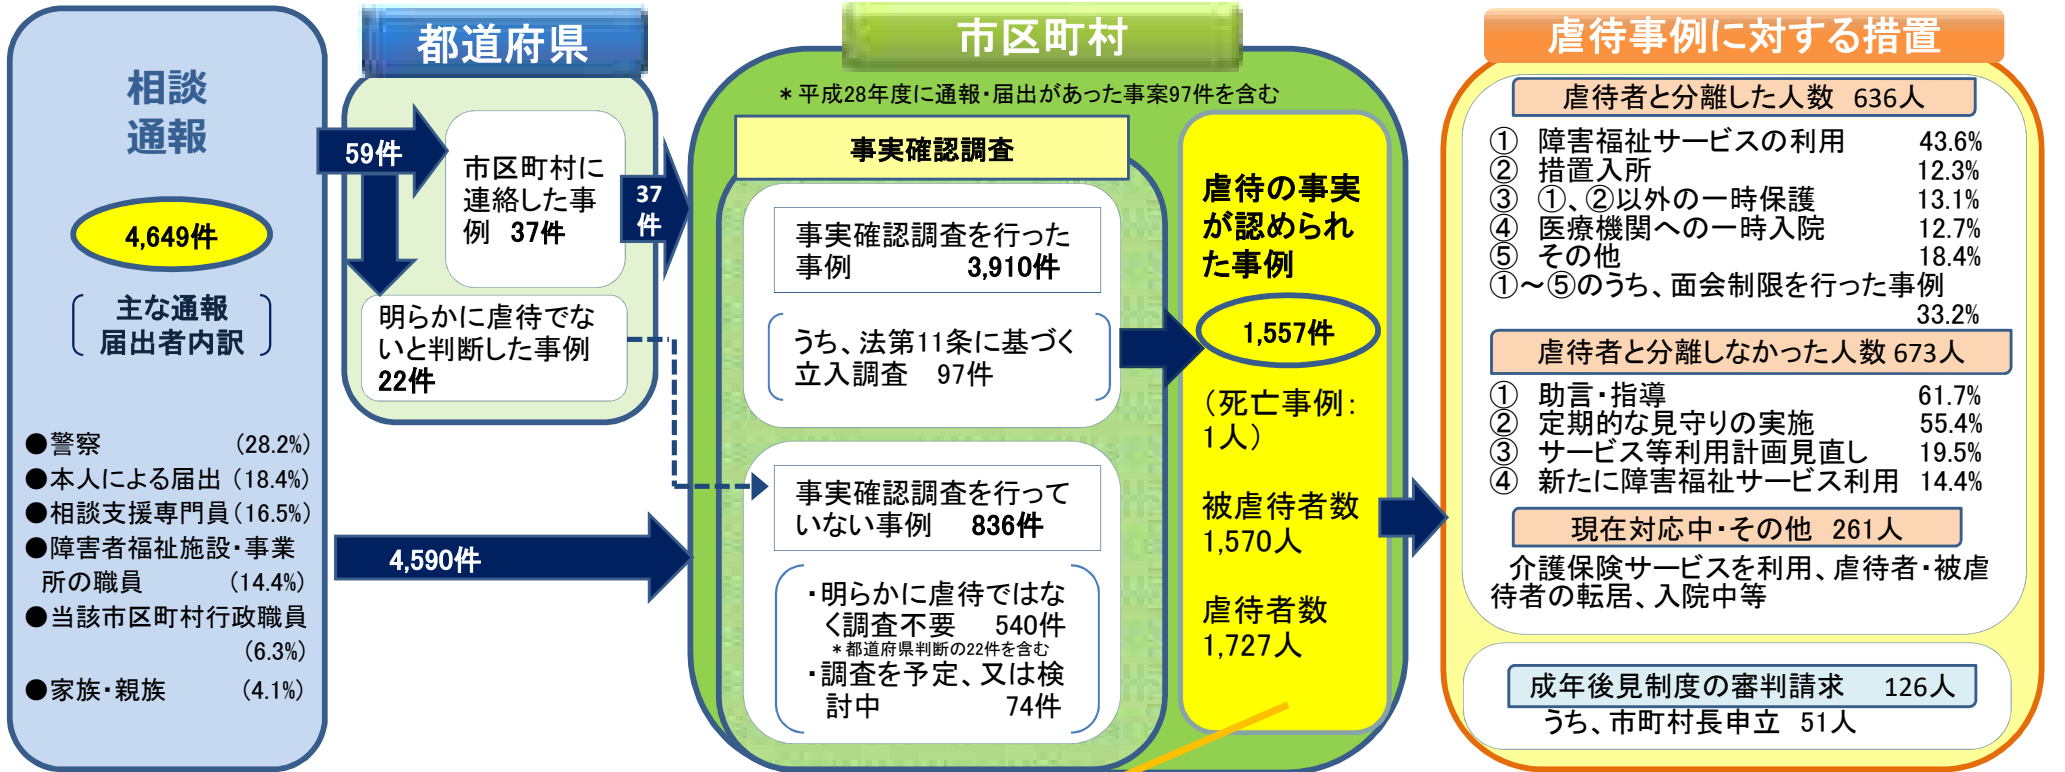 相談
通報
4,649件
主な通報
届出者内訳
●警察 (28.2%)
●本人による届出 (18.4%)
●相談支援専門員(16.5%)
●障害者福祉施設・事業
所の職員 (14.4%)
●当該市区町村行政職員
(6.3%)
●家族・親族 (4.1%)
都道府県
59件
市区町村に
連絡した事
例 37件
37
件
明らかに虐待でな
いと判断した事例
22件
4,590件
市区町村
＊平成28年度に通報・届出があった事案97件を含む
事実確認調査
事実確認調査を行った
事例 3,910件
うち、法第11条に基づく
立入調査 97件
事実確認調査を行って
いない事例 836件
・明らかに虐待ではな
く調査不要 540件
＊都道府県判断の22件を含む
・調査を予定、又は検
討中 74件
虐待の事実
が認められ
た事例
1,557件
（死亡事例：
1人）
被虐待者数
1,570人
虐待者数
1,727人
虐待事例に対する措置
虐待者と分離した人数 636人
① 障害福祉サービスの利用 43.6%
② 措置入所 12.3%
③ ①、②以外の一時保護 13.1%
④ 医療機関への一時入院 12.7%
⑤ その他 18.4%
①～⑤のうち、面会制限を行った事例
33.2%
虐待者と分離しなかった人数 673人
① 助言・指導 61.7%
② 定期的な見守りの実施 55.4%
③ サービス等利用計画見直し 19.5%
④ 新たに障害福祉サービス利用 14.4%
現在対応中・その他 261人
介護保険サービスを利用、虐待者・被虐
待者の転居、入院中等
成年後見制度の審判請求 126人
うち、市町村長申立 51人